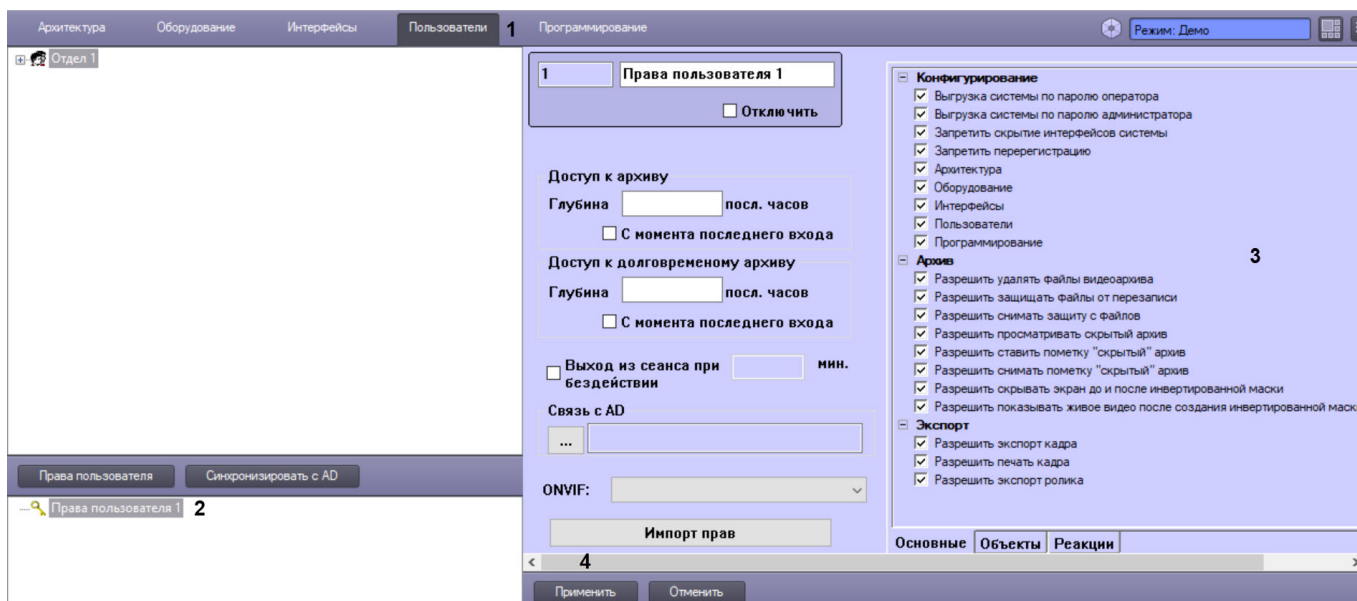 Архитектура Оборудование Интерфейсы Пользователи 1 Программирование Режим: Демо
Отдел 1
1 Права пользователя 1
Отключить
Доступ к архиву
Глубина посл. часов
С момента последнего входа
Доступ к долговременому архиву
Глубина посл. часов
С момента последнего входа
Выход из сеанса при мин.
бездействии
Связь с AD
...
ONVIF:
Импорт прав
4
Применить Отменить
Конфигурирование
Выгрузка системы по паролю оператора
Выгрузка системы по паролю администратора
Запретить скрытие интерфейсов системы
Запретить перерегистрацию
Архитектура
Оборудование
Интерфейсы
Пользователи
Программирование
3
Архив
Разрешить удалять файлы видеоархива
Разрешить защищать файлы от перезаписи
Разрешить снимать защиту с файлов
Разрешить просматривать скрытый архив
Разрешить ставить пометку "скрытый" архив
Разрешить снимать пометку "скрытый" архив
Разрешить скрывать экран до и после инвертированной маски
Разрешить показывать живое видео после создания инвертированной маск
Экспорт
Разрешить экспорт кадра
Разрешить печать кадра
Разрешить экспорт ролика
Основные Объекты Реакции
Права пользователя Синхронизировать с AD
Права пользователя 1 2